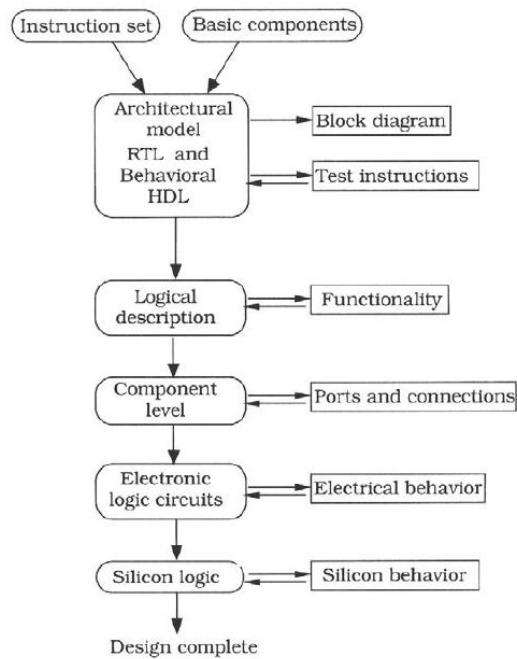 Instruction set
Basic components
Architectural
model
RTL and
Behavioral
HDL
Block diagram
Test instructions
Logical
description
Functionality
Component
level
Ports and connections
Electronic
logic circuits
Electrical behavior
Silicon logic
Silicon behavior
Design complete